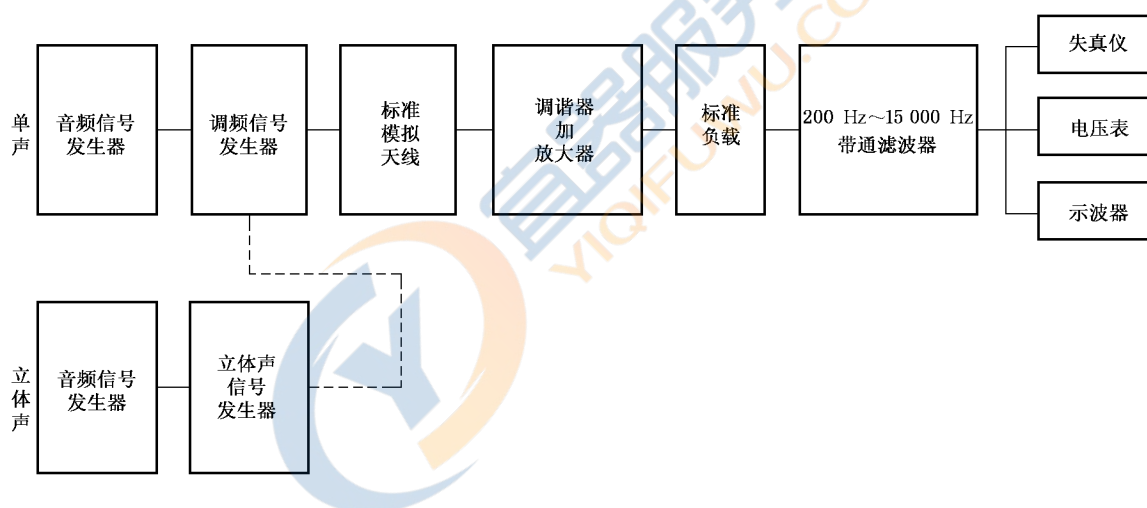 单声
音频信号
发生器
调频信号
发生器
标准
模拟
天线
调谐器
加
放大器
标准
负载
200 Hz～15 000 Hz
带通滤波器
失真仪
电压表
示波器
立体声
音频信号
发生器
立体声
信号
发生器
YIQIFUWU.CO